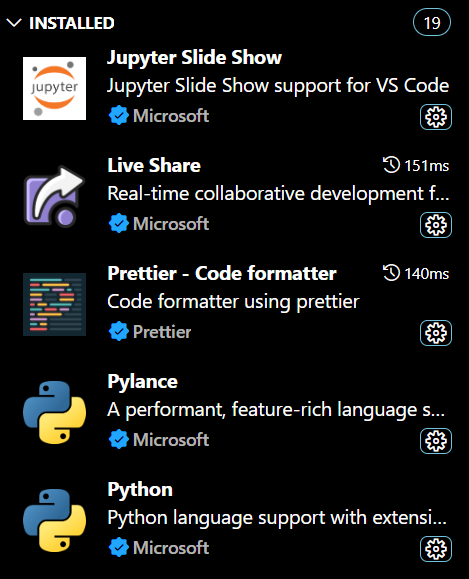 INSTALLED 19
Jupyter Slide Show
jupyter
Jupyter Slide Show support for VS Code
Microsoft
Live Share 151ms
Real-time collaborative development f...
Microsoft
Prettier - Code formatter 140ms
Code formatter using prettier
Prettier
Pylance
A performant, feature-rich language s...
Microsoft
Python
Python language support with extensi...
Microsoft